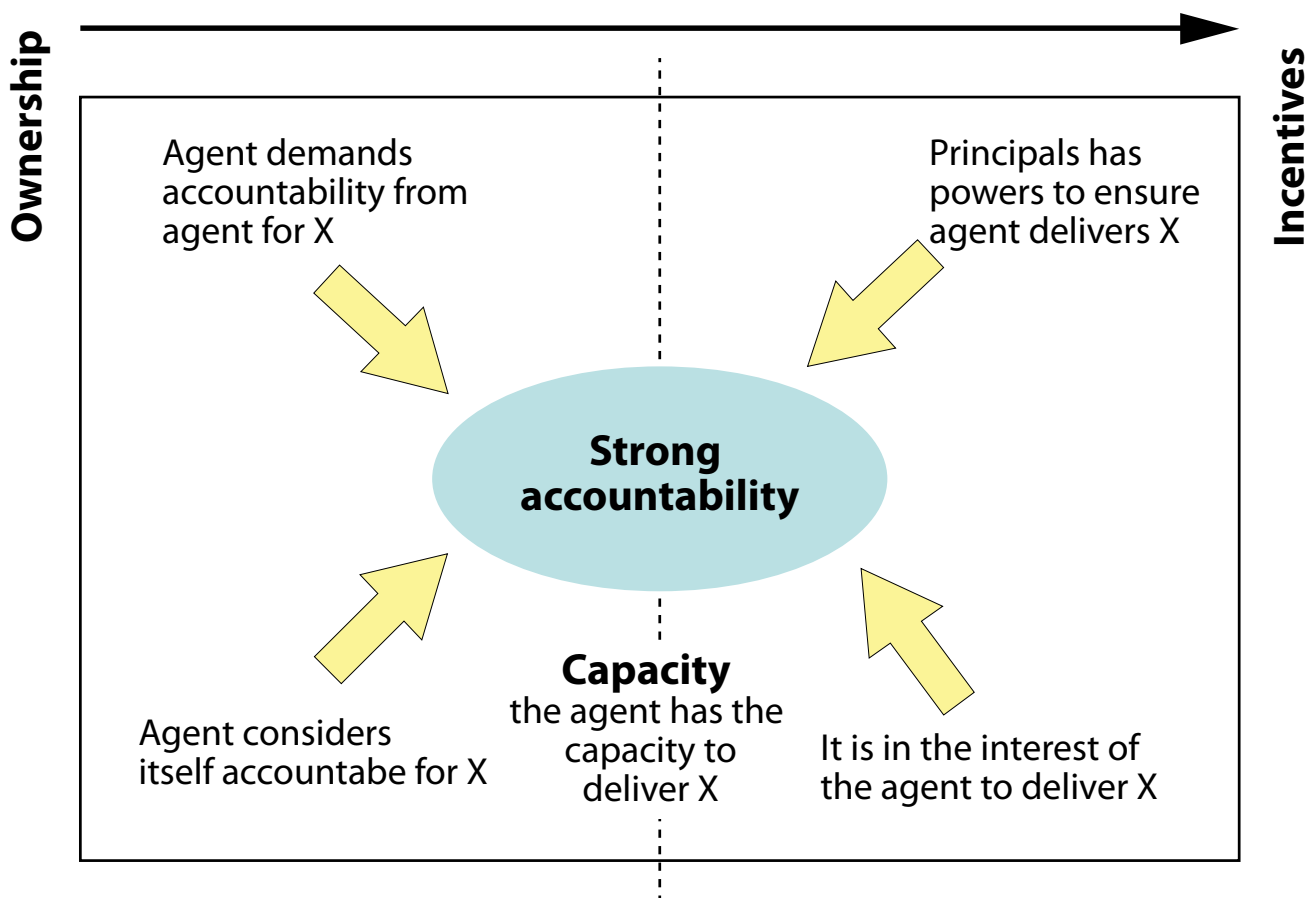 Ownership
Incentives
Agent demands
accountability from
agent for X
Principals has
powers to ensure
agent delivers X
Strong
accountability
Capacity
the agent has the
capacity to
deliver X
Agent considers
itself accountabe for X
It is in the interest of
the agent to deliver X